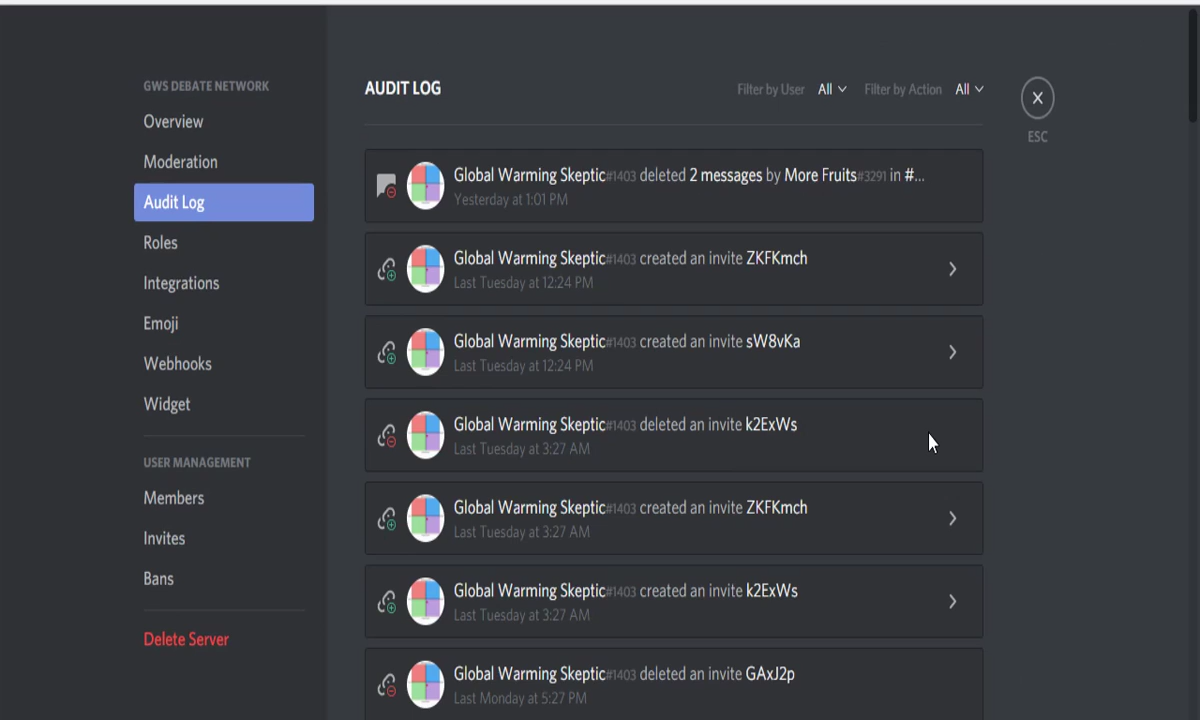 GWS DEBATE NETWORK
Overview
Moderation
Audit Log
Roles
Integrations
Emoji
Webhooks
Widget
USER MANAGEMENT
Members
Invites
Bans
Delete Server
AUDIT LOG
Filter by User All Filter by Action All
ESC
Global Warming Skeptic#1403 deleted 2 messages by More Fruits#3291 in #...
Yesterday at 1:01 PM
Global Warming Skeptic#1403 created an invite ZKFKmch
Last Tuesday at 12:24 PM
Global Warming Skeptic#1403 created an invite sW8vKa
Last Tuesday at 12:24 PM
Global Warming Skeptic#1403 deleted an invite k2ExWs
Last Tuesday at 3:27 AM
Global Warming Skeptic#1403 created an invite ZKFKmch
Last Tuesday at 3:27 AM
Global Warming Skeptic#1403 created an invite k2ExWs
Last Tuesday at 3:27 AM
Global Warming Skeptic#1403 deleted an invite GAxJ2p
Last Monday at 5:27 PM